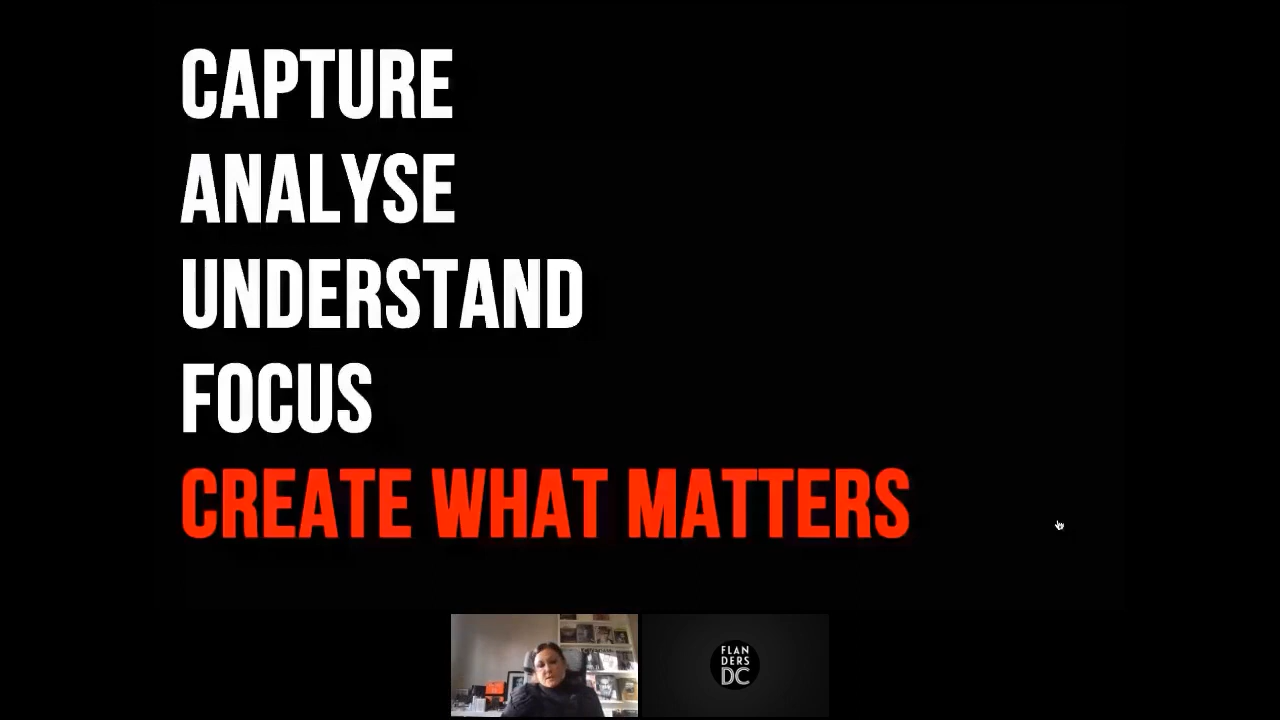 CAPTURE
ANALYSE
UNDERSTAND
FOCUS
CREATE WHAT MATTERS
FLAN
DERS
DC